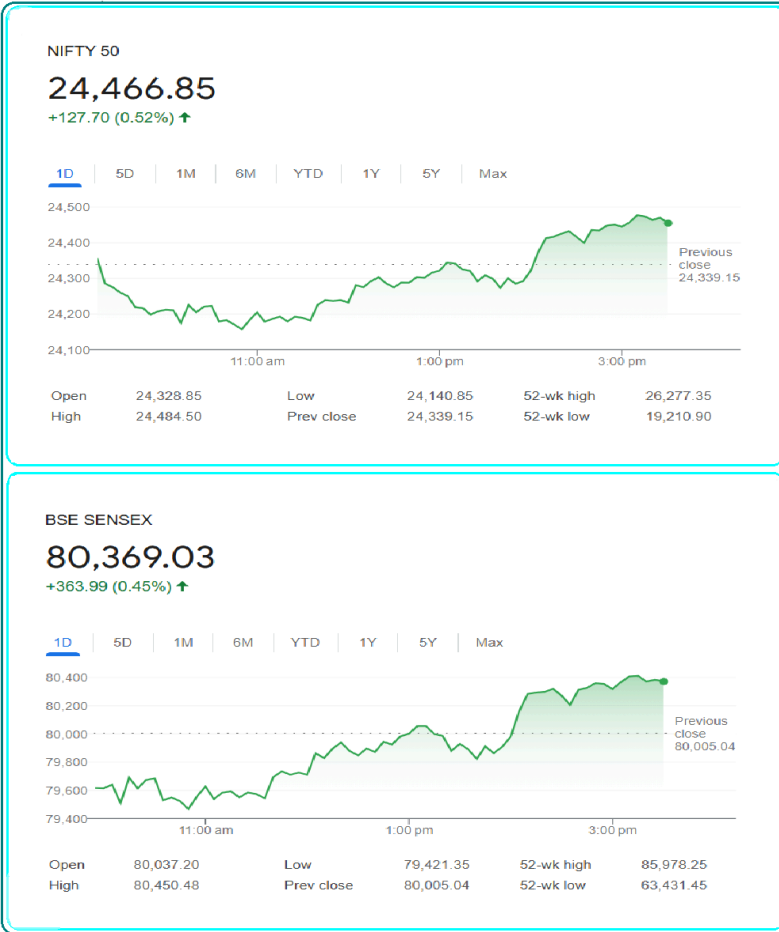 NIFTY 50
24,466.85
+127.70 (0.52%) ↑
1D 5D 1M 6M YTD 1Y 5Y Max
24,500
24,400
24,300
24,200
24,100
Previous
close
24,339.15
11:00 am 1:00 pm 3:00 pm
Open 24,328.85 Low 24,140.85 52-wk high 26,277.35
High 24,484.50 Prev close 24,339.15 52-wk low 19,210.90
BSE SENSEX
80,369.03
+363.99 (0.45%) ↑
1D 5D 1M 6M YTD 1Y 5Y Max
80,400
80,200
80,000
79,800
79,600
79,400
Previous
close
80,005.04
11:00 am 1:00 pm 3:00 pm
Open 80,037.20 Low 79,421.35 52-wk high 85,978.25
High 80,450.48 Prev close 80,005.04 52-wk low 63,431.45